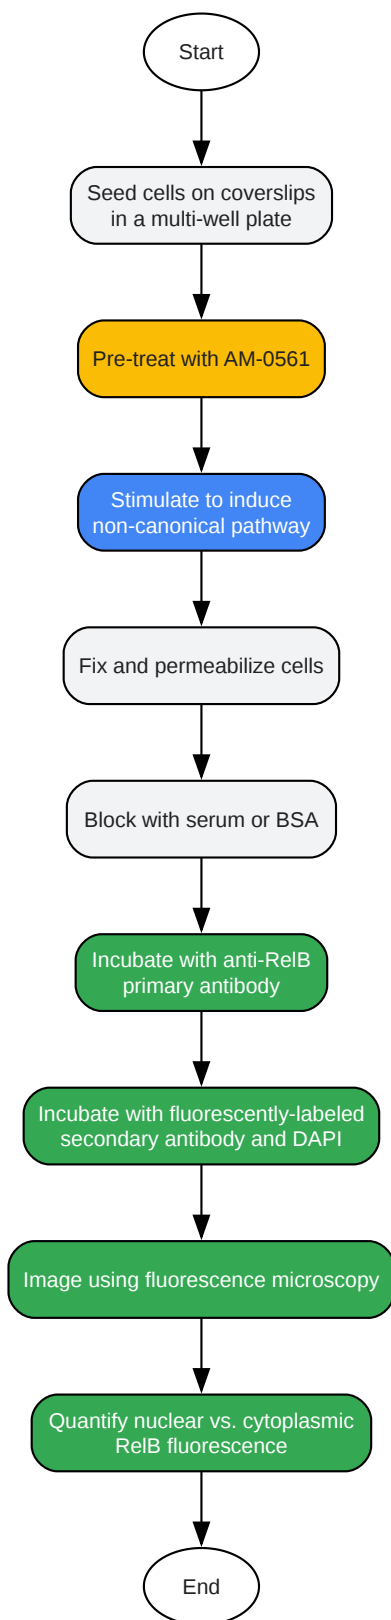 Start
Seed cells on coverslips
in a multi-well plate
Pre-treat with AM-0561
Stimulate to induce
non-canonical pathway
Fix and permeabilize cells
Block with serum or BSA
Incubate with anti-RelB
primary antibody
Incubate with fluorescently-labeled
secondary antibody and DAPI
Image using fluorescence microscopy
Quantify nuclear vs. cytoplasmic
RelB fluorescence
End